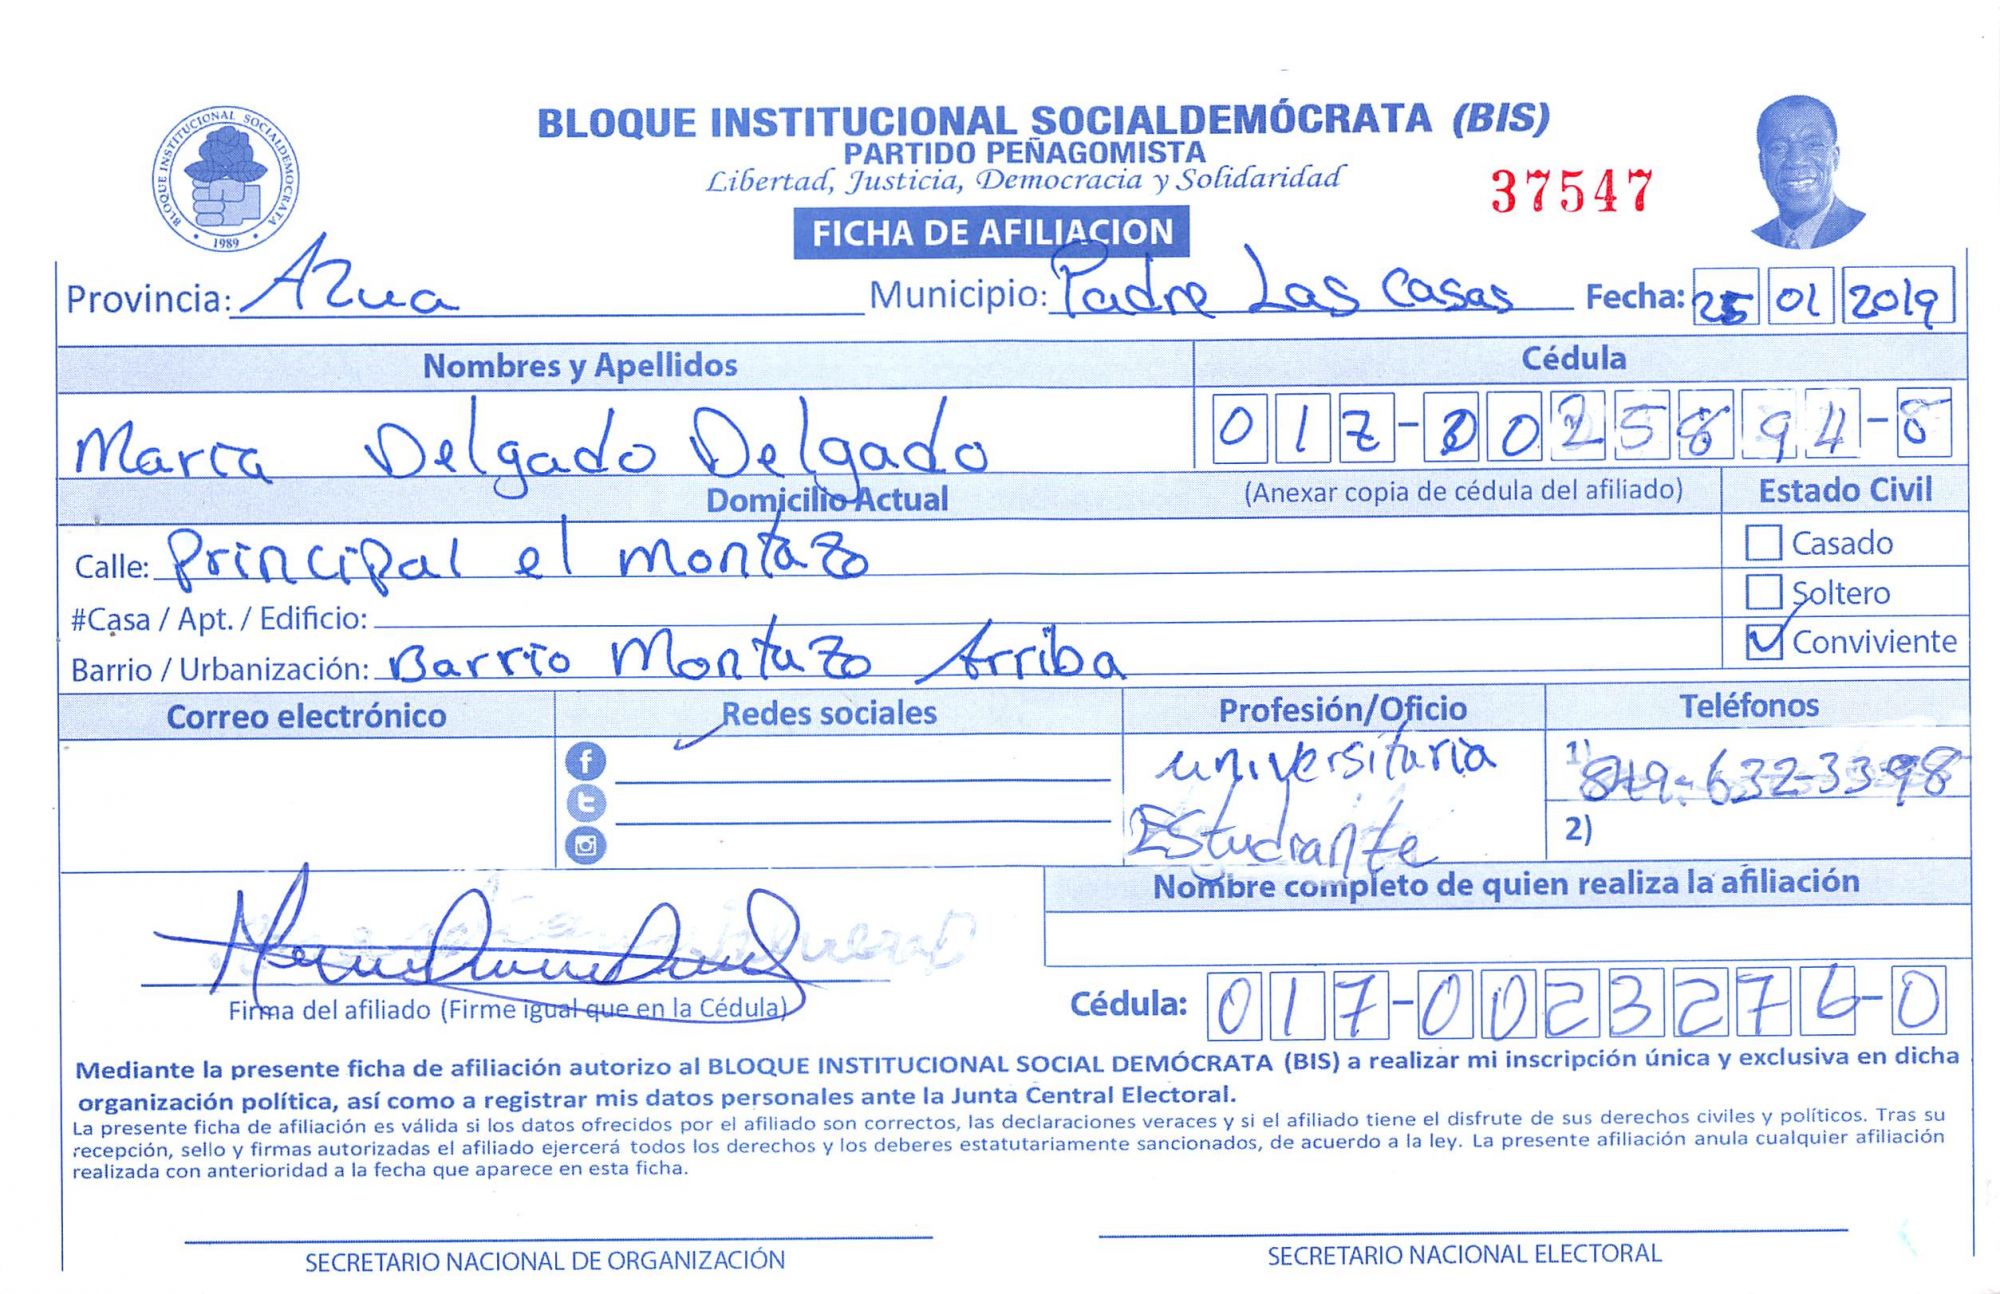 BLOQUE INSTITUCIONAL SOCIALDEMÓCRATA (BIS)
PARTIDO PEÑAGOMISTA
Libertad, Justicia, Democracia y Solidaridad
37547
BLOQUE INSTITUCIONAL SOCIALDEMOCRATA
1989
FICHA DE AFILIACION
Provincia: Azua Municipio: Padre Las Casas Fecha: 25 01 2019
Nombres y Apellidos Cédula
Maria Delgado Delgado 017-0025894-8
Domicilio Actual (Anexar copia de cédula del afiliado) Estado Civil
Calle: Principal el montazo Casado
#Casa / Apt. / Edificio: Soltero
Barrio / Urbanización: Barrio Montazo Arriba Conviviente
Correo electrónico Redes sociales Profesión/Oficio Teléfonos
universitaria 1) 849-632-3398
Estudiante 2)
Nombre completo de quien realiza la afiliación
Firma del afiliado (Firme igual que en la Cédula) Cédula: 017-0023276-0
Mediante la presente ficha de afiliación autorizo al BLOQUE INSTITUCIONAL SOCIAL DEMÓCRATA (BIS) a realizar mi inscripción única y exclusiva en dicha
organización política, así como a registrar mis datos personales ante la Junta Central Electoral.
La presente ficha de afiliación es válida si los datos ofrecidos por el afiliado son correctos, las declaraciones veraces y si el afiliado tiene el disfrute de sus derechos civiles y políticos. Tras su
recepción, sello y firmas autorizadas el afiliado ejercerá todos los derechos y los deberes estatutariamente sancionados, de acuerdo a la ley. La presente afiliación anula cualquier afiliación
realizada con anterioridad a la fecha que aparece en esta ficha.
SECRETARIO NACIONAL DE ORGANIZACIÓN SECRETARIO NACIONAL ELECTORAL